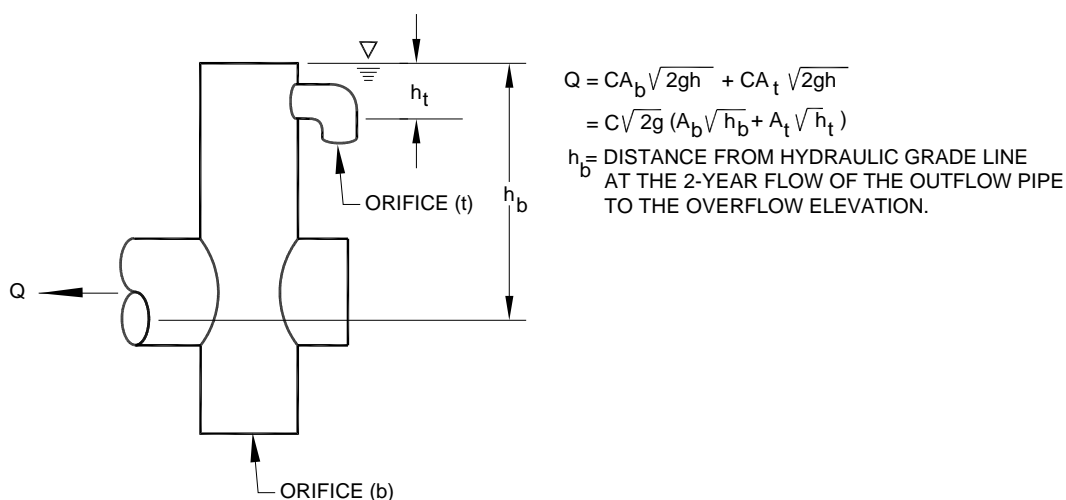 Q = CA_b√2gh + CA_t √2gh
= C√2g (A_b√h_b + A_t √h_t )
h_b = DISTANCE FROM HYDRAULIC GRADE LINE
AT THE 2-YEAR FLOW OF THE OUTFLOW PIPE
TO THE OVERFLOW ELEVATION.
h_t
ORIFICE (t)
h_b
Q
ORIFICE (b)